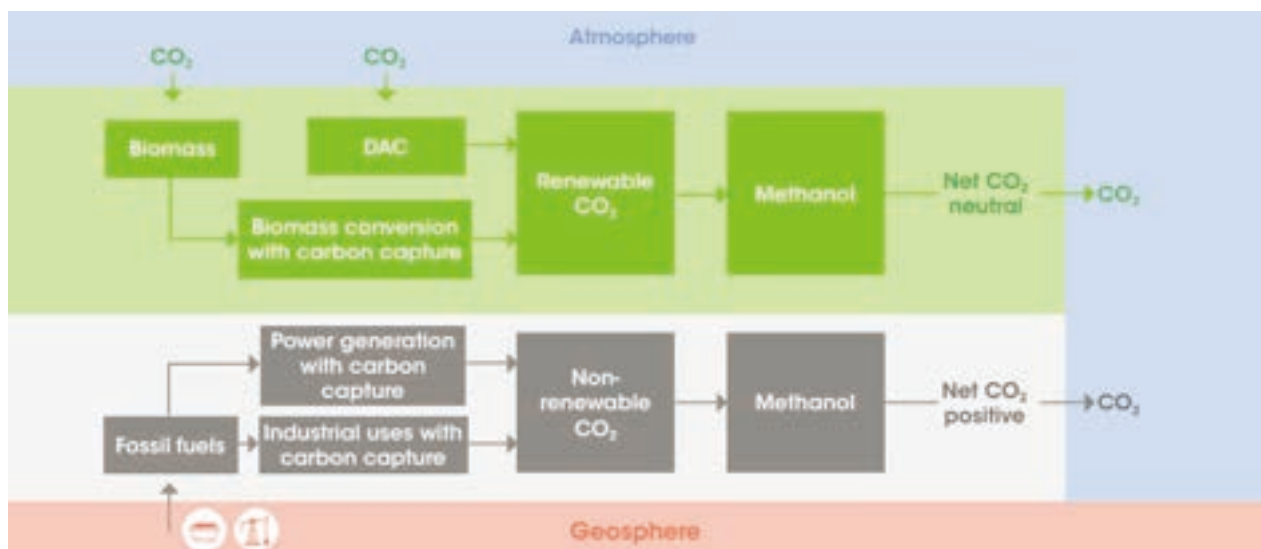 Atmosphere
CO₂
CO₂
Biomass
DAC
Biomass conversion
with carbon capture
Renewable
CO₂
Methanol
Net CO₂
neutral
CO₂
Power generation
with carbon
capture
Fossil fuels
Industrial uses with
carbon capture
Non-
renewable
CO₂
Methanol
Net CO₂
positive
CO₂
Geosphere